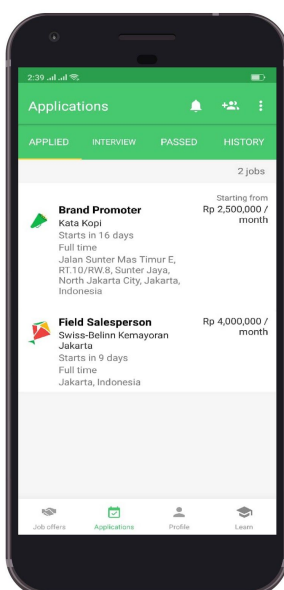 2:39
Applications
APPLIED INTERVIEW PASSED HISTORY
2 jobs
Starting from
Brand Promoter Rp 2,500,000 /
Kata Kopi month
Starts in 16 days
Full time
Jalan Sunter Mas Timur E,
RT.10/RW.8, Sunter Jaya,
North Jakarta City, Jakarta,
Indonesia
Field Salesperson Rp 4,000,000 /
Swiss-Belinn Kemayoran month
Jakarta
Starts in 9 days
Full time
Jakarta, Indonesia
Job offers Applications Profile Learn